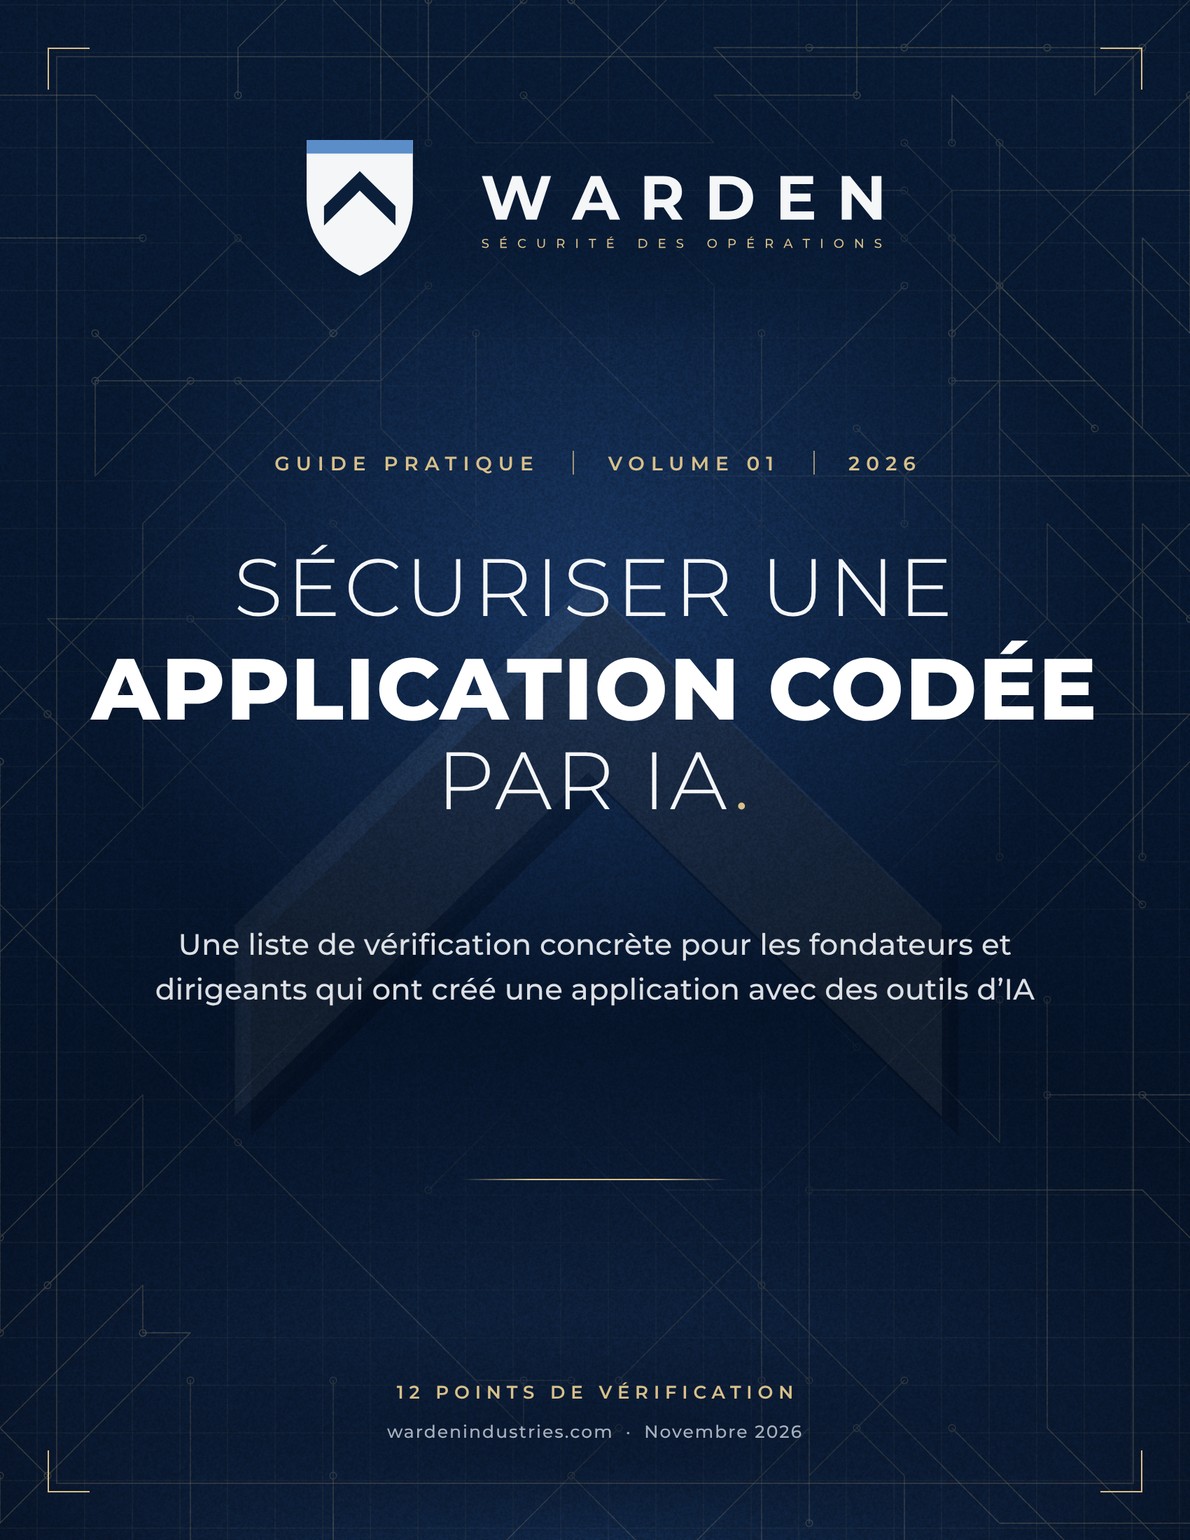 WARDEN
SÉCURITÉ DES OPÉRATIONS
GUIDE PRATIQUE | VOLUME 01 | 2026
SÉCURISER UNE
APPLICATION CODÉE
PAR IA.
Une liste de vérification concrète pour les fondateurs et
dirigeants qui ont créé une application avec des outils d’IA
12 POINTS DE VÉRIFICATION
wardenindustries.com · Novembre 2026